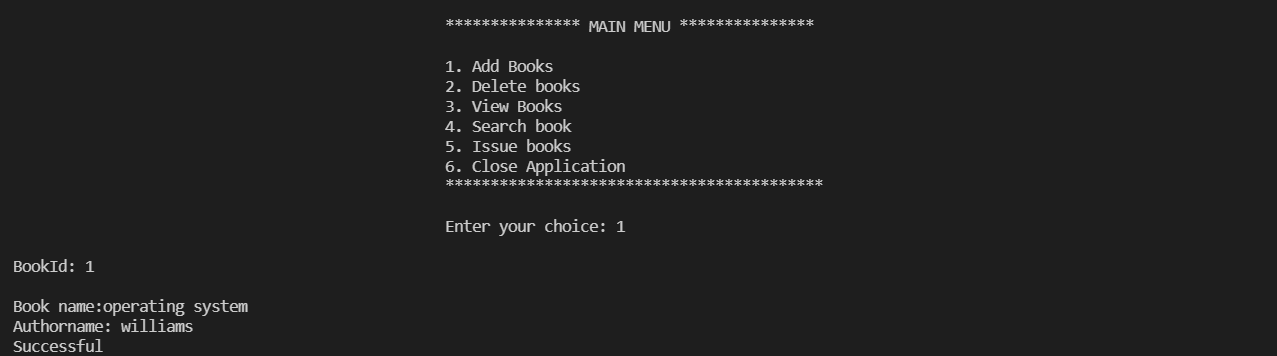 *************** MAIN MENU ***************
1. Add Books
2. Delete books
3. View Books
4. Search book
5. Issue books
6. Close Application
******************************************
Enter your choice: 1
BookId: 1
Book name:operating system
Authorname: williams
Successful